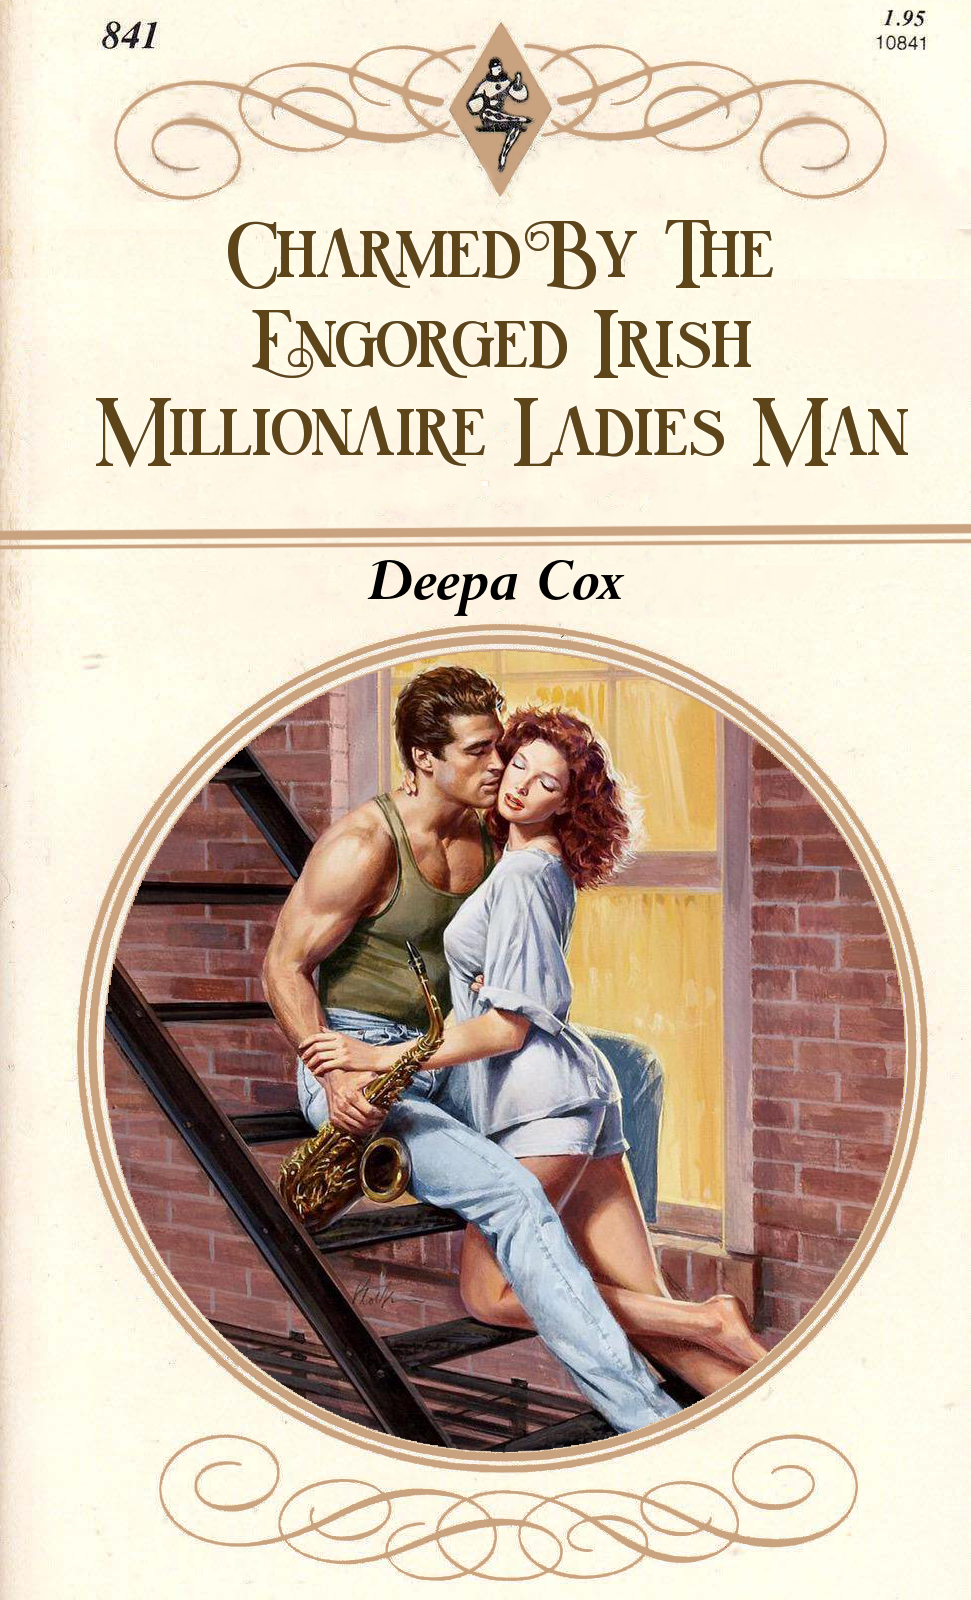 841
1.95
10841
Charmed By The
Engorged Irish
Millionaire Ladies Man
Deepa Cox